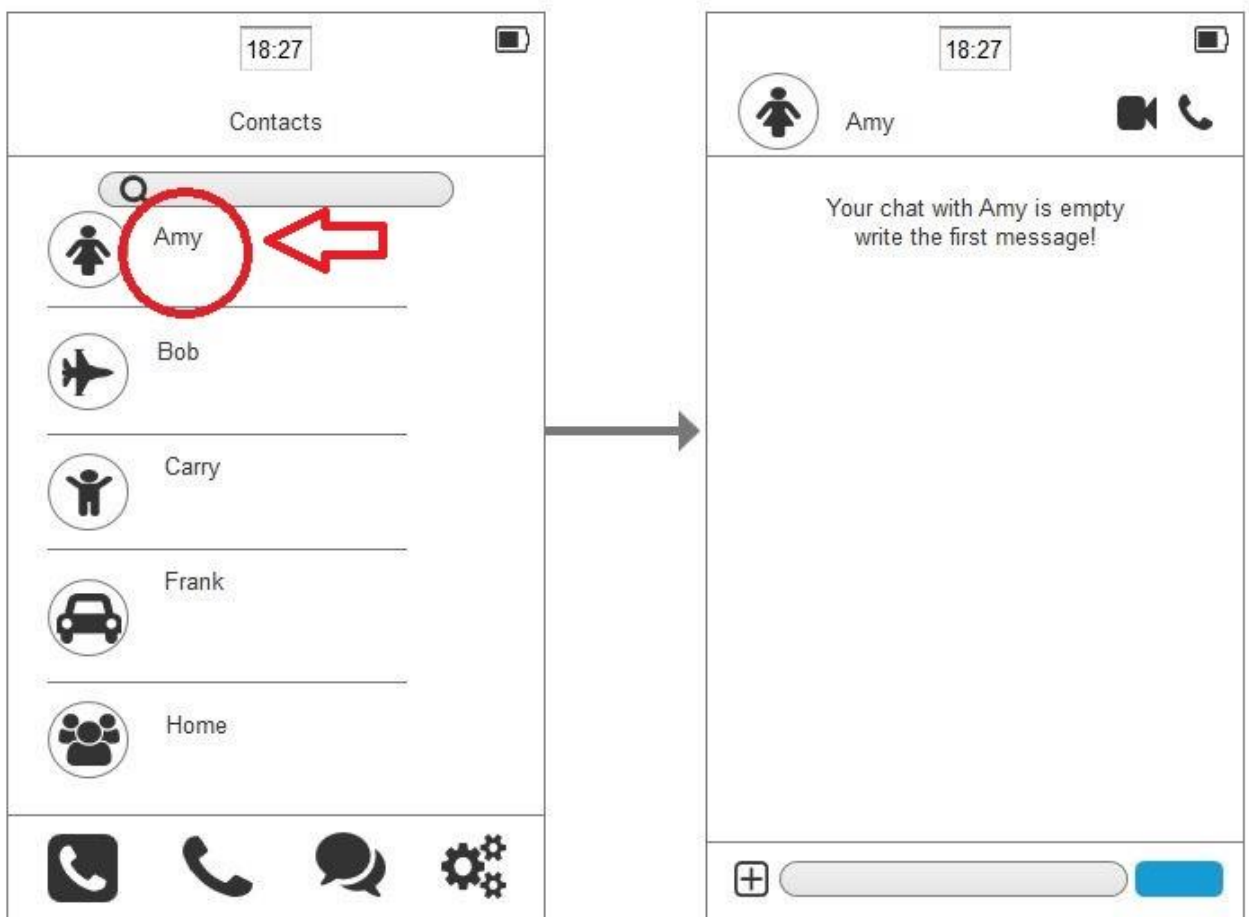 18:27
Contacts
Amy
Bob
Carry
Frank
Home
18:27
Amy
Your chat with Amy is empty
write the first message!